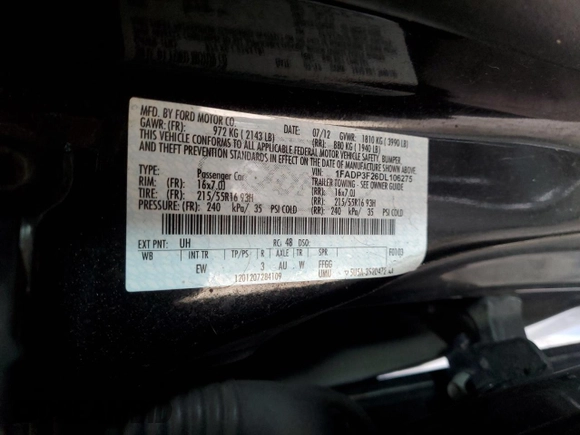 MFD. BY FORD MOTOR CO.
DATE: 07/12 GVWR: 1810 KG ( 3990 LB)
GAWR: (FR): 972 KG ( 2143 LB) (RR): 880 KG ( 1940 LB)
THIS VEHICLE CONFORMS TO ALL APPLICABLE FEDERAL MOTOR VEHICLE SAFETY, BUMPER,
AND THEFT PREVENTION STANDARDS IN EFFECT ON THE DATE OF MANUFACTURE SHOWN ABOVE.
VIN: 1FADP3F26DL106275
TYPE: Passenger Car TRAILER TOWING - SEE OWNER GUIDE
RIM: (FR): 16x7.0J (RR): 16x7.0J
TIRE: (FR): 215/55R16 93H (RR): 215/55R16 93H
PRESSURE: (FR): 240 kPa/ 35 PSI COLD (RR): 240 kPa/ 35 PSI COLD
EXT PNT: UH RC: 48 DSO:
WB INT TR TP/PS R AXLE TR SPR
EW 3 AU W FFGG
UMU